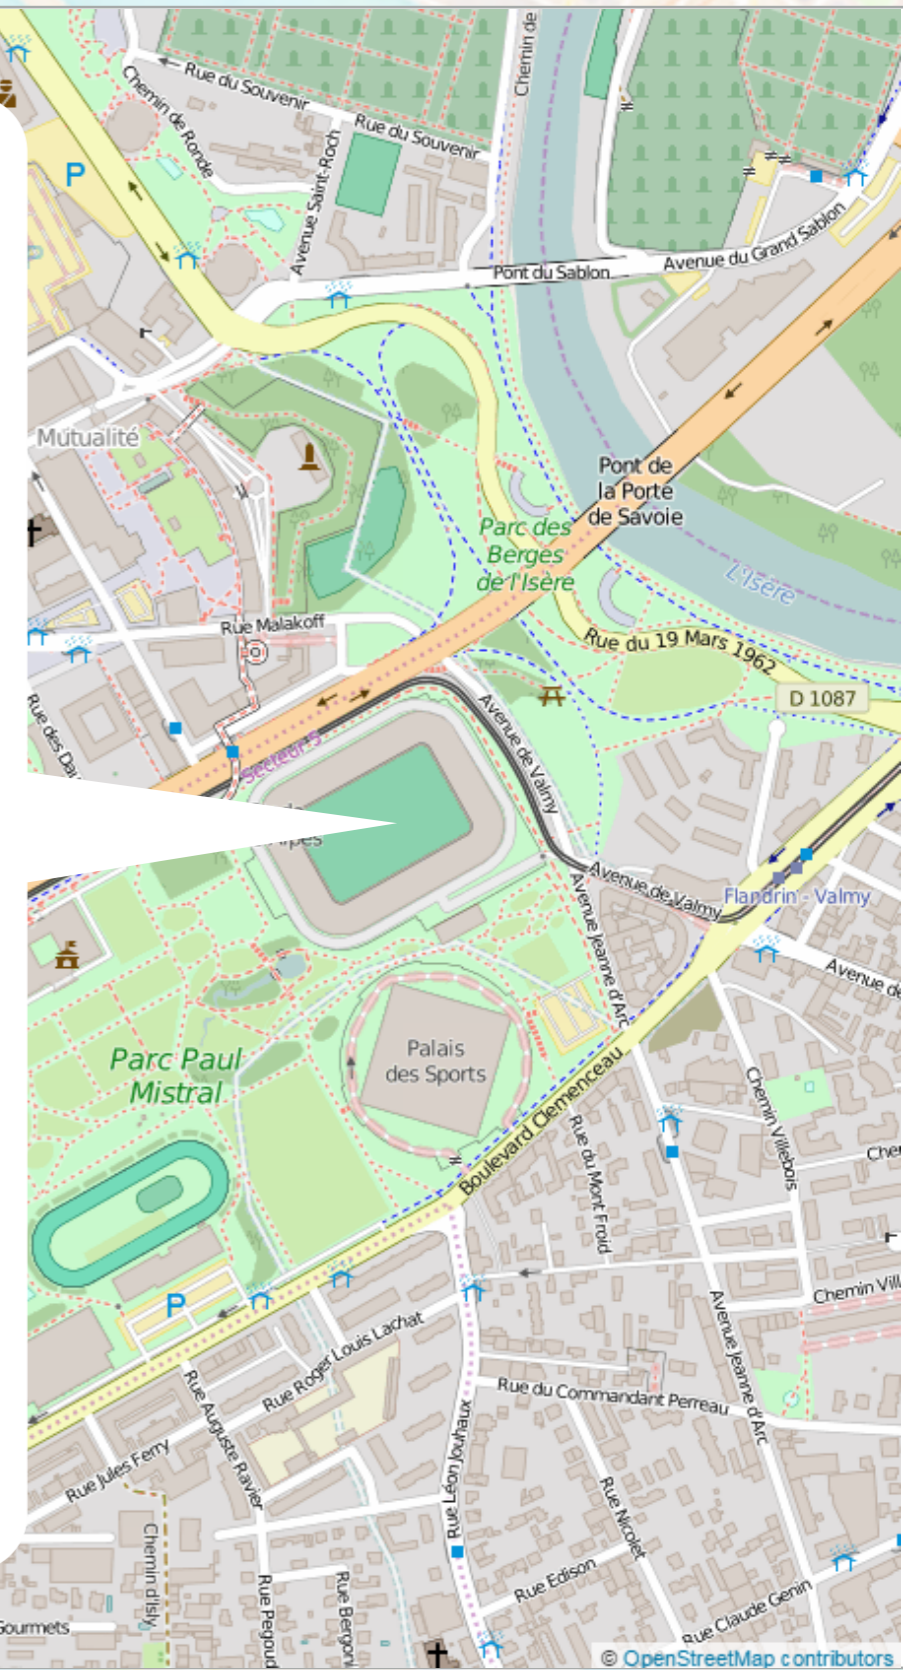 Chemin de
Rue du Souvenir
Chemin de Ronde
Rue du Souvenir
P
Avenue Saint-Roch
Avenue du Grand Sablon
Pont du Sablon
Mutualité
Pont de
la Porte
de Savoie
Parc des
Berges
de l'Isère
L'Isère
Rue Malakoff
Rue du 19 Mars 1962
D 1087
Rue des
Secteur 5
Avenue de Valmy
Alpes
Avenue de Valmy
Flandrin - Valmy
Avenue Jeanne d'Arc
Avenue de
Palais
des Sports
Parc Paul
Mistral
Boulevard Clemenceau
Chemin Villebois
Rue du Mont Froid
P
Avenue Jeanne d'Arc
Rue Roger Louis Lachat
Rue du Commandant Perreau
Rue Auguste Ravier
Rue Jules Ferry
Rue Léon Jouhaux
Rue Nicolet
Chemin d'Isly
Rue Edison
Rue Pegoud
Rue Claude Genin
Gourmets
© OpenStreetMap contributors